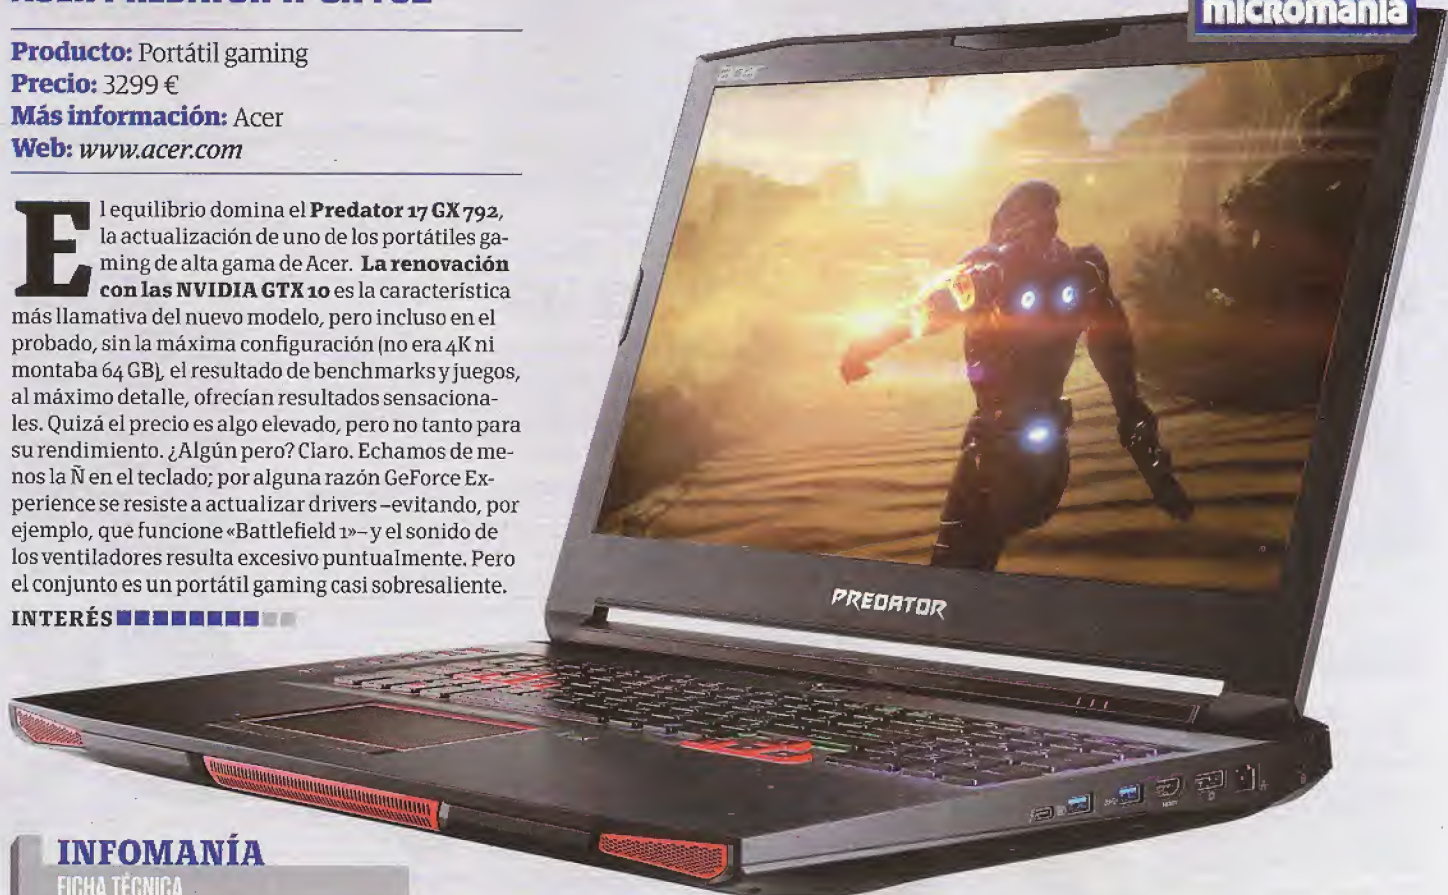 micromanía
Producto: Portátil gaming
Precio: 3299 €
Más información: Acer
Web: www.acer.com
El equilibrio domina el Predator 17 GX 792,
la actualización de uno de los portátiles ga-
ming de alta gama de Acer. La renovación
con las NVIDIA GTX 10 es la característica
más llamativa del nuevo modelo, pero incluso en el
probado, sin la máxima configuración (no era 4K ni
montaba 64 GB), el resultado de benchmarks y juegos,
al máximo detalle, ofrecían resultados sensaciona-
les. Quizá el precio es algo elevado, pero no tanto para
su rendimiento. ¿Algún pero? Claro. Echamos de me-
nos la Ñ en el teclado; por alguna razón GeForce Ex-
perience se resiste a actualizar drivers –evitando, por
ejemplo, que funcione «Battlefield 1»– y el sonido de
los ventiladores resulta excesivo puntualmente. Pero
el conjunto es un portátil gaming casi sobresaliente.
INTERÉS
acer
PREDATOR
INFOMANÍA
FICHA TÉCNICA